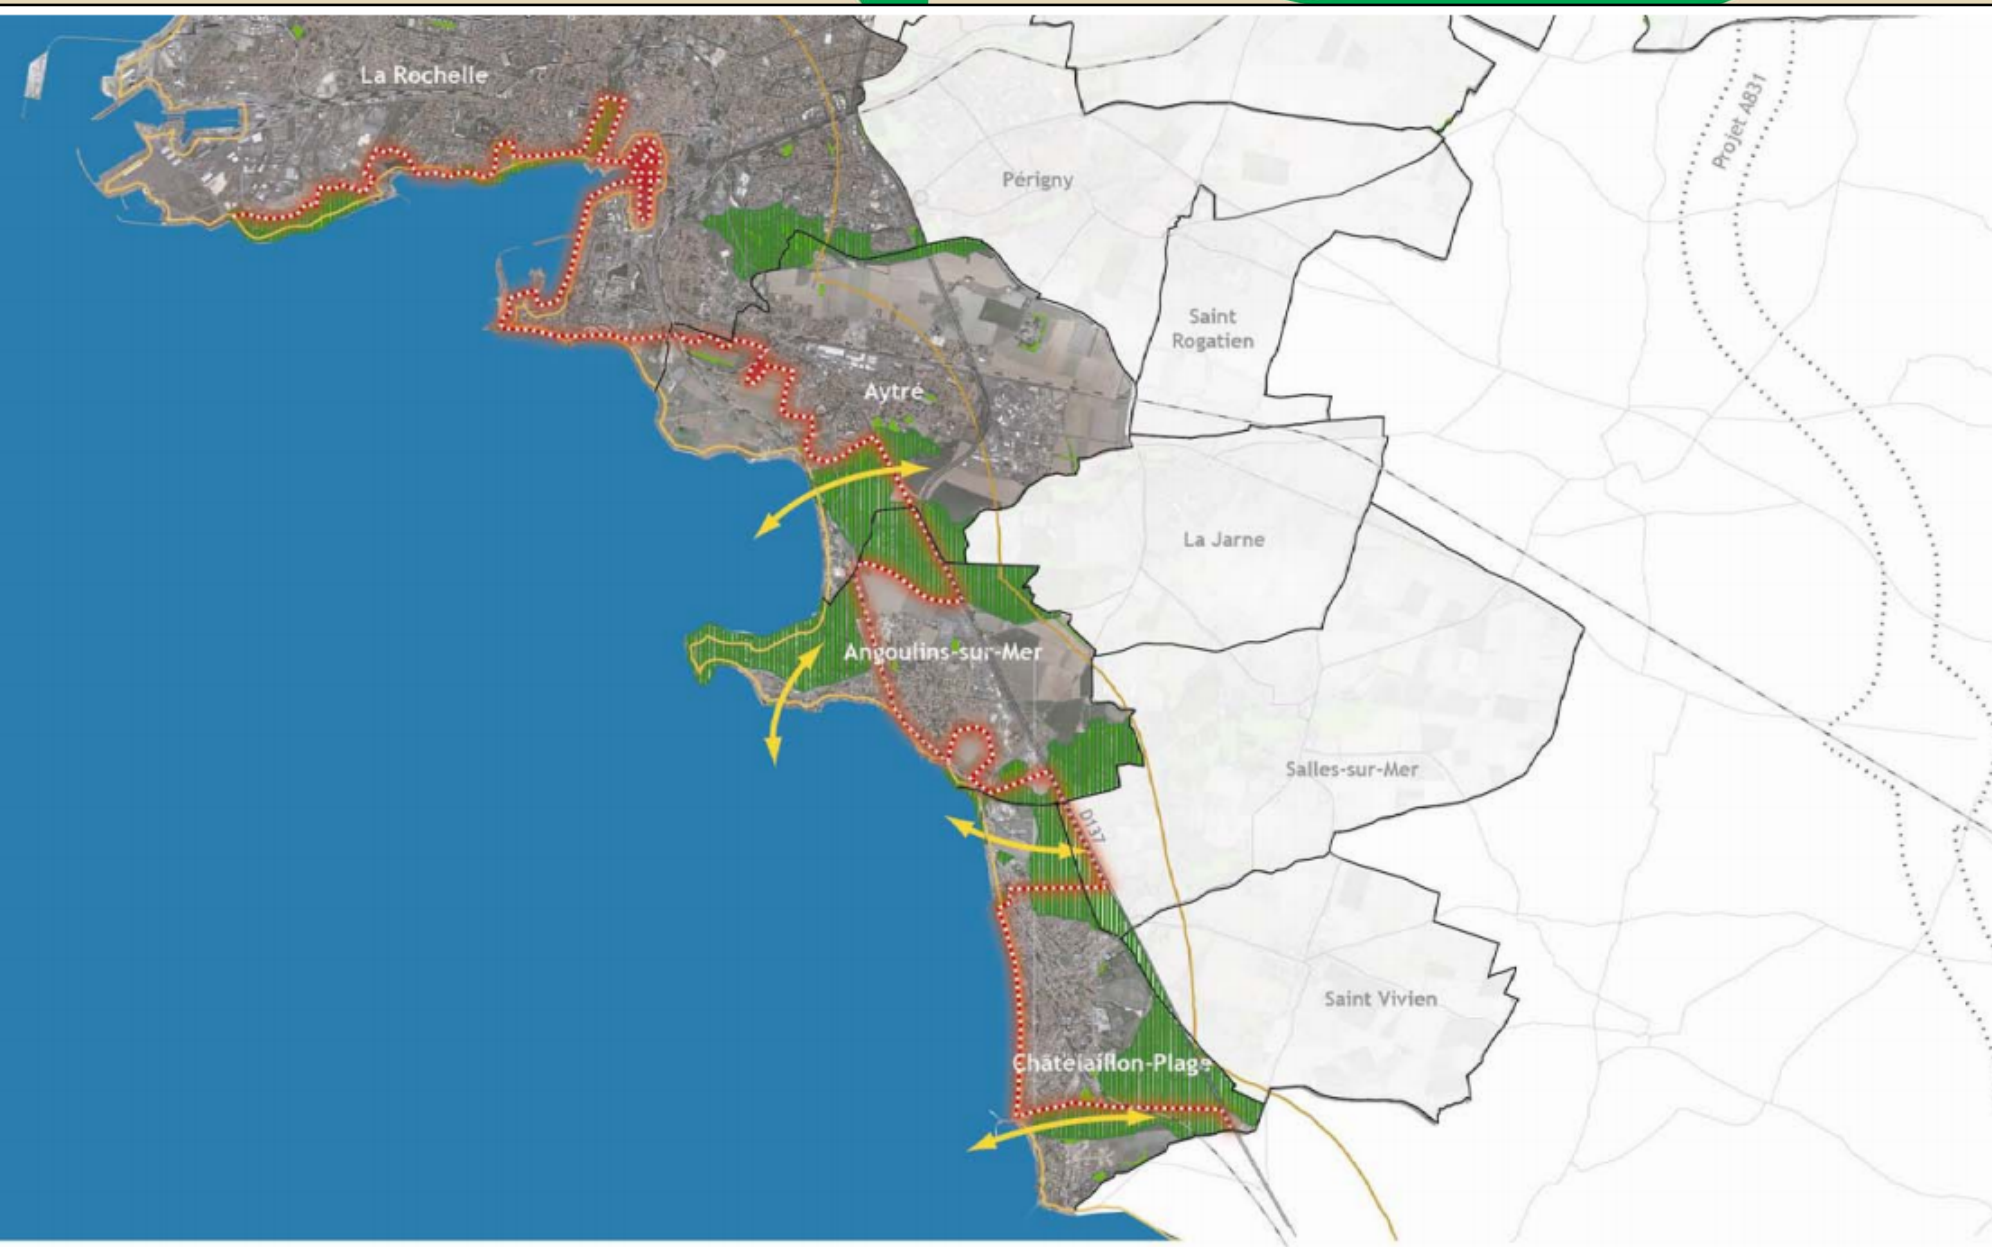 La Rochelle
Projet A831
Périgny
Saint
Rogatien
Aytré
La Jarne
Angoulins-sur-Mer
Salles-sur-Mer
D137
Saint Vivien
Châtelaillon-Plage